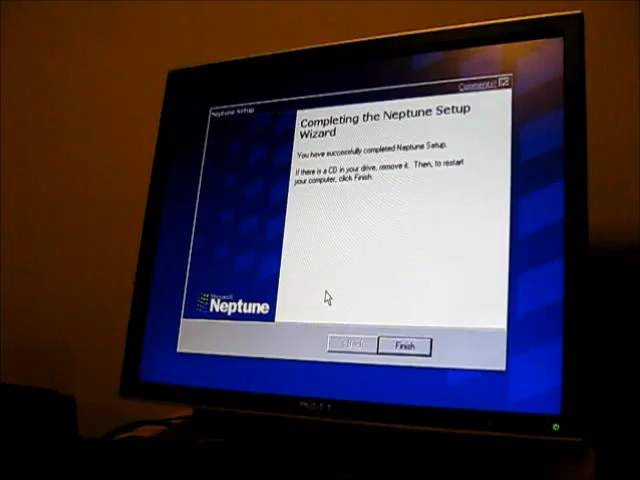 Neptune Setup
Comments?
Completing the Neptune Setup
Wizard
You have successfully completed Neptune Setup.
If there is a CD in your drive, remove it. Then, to restart
your computer, click Finish.
Microsoft
Neptune
< Back
Finish